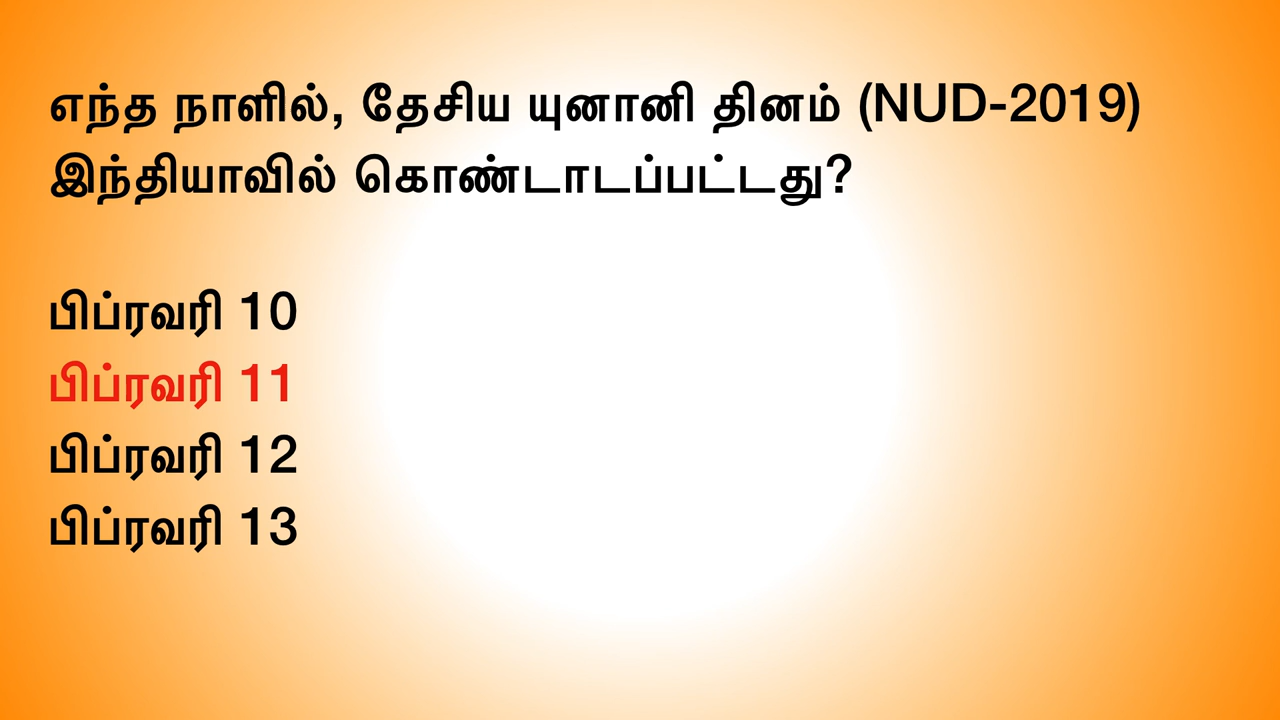 எந்த நாளில், தேசிய யுனானி தினம் (NUD-2019)
இந்தியாவில் கொண்டாடப்பட்டது?
பிப்ரவரி 10
பிப்ரவரி 11
பிப்ரவரி 12
பிப்ரவரி 13